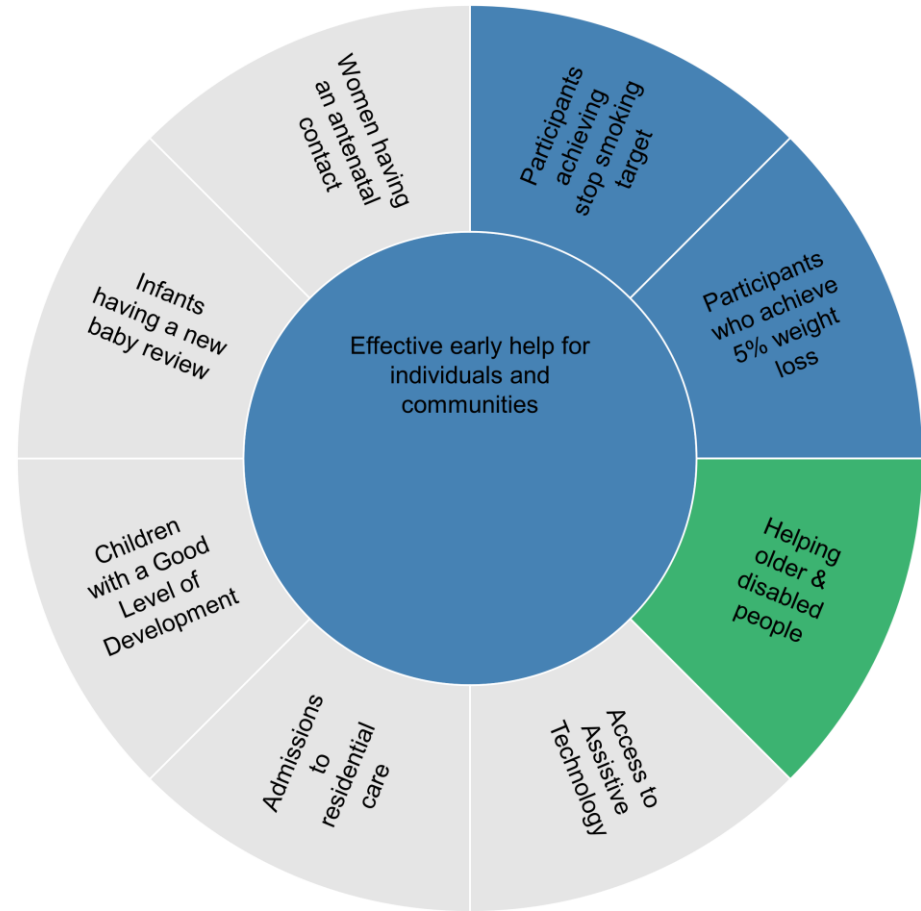 Effective early help for
individuals and
communities
Participants
achieving
stop smoking
target
Participants
who achieve
5% weight
loss
Helping
older &
disabled
people
Access to
Assistive
Technology
Admissions
to
residential
care
Children
with a Good
Level of
Development
Infants
having a new
baby review
Women having
an antenatal
contact